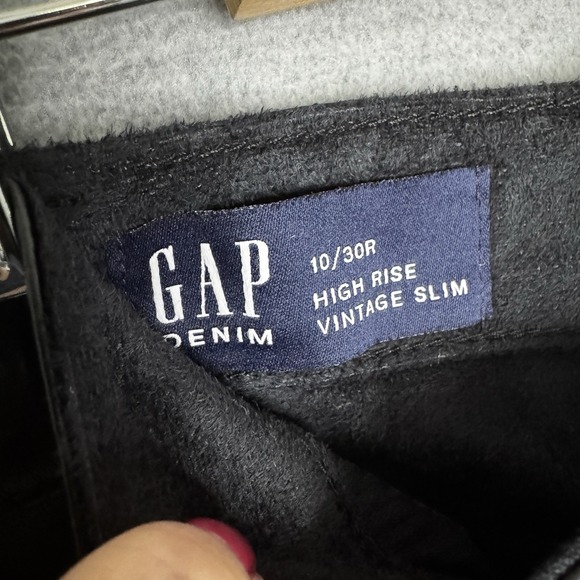 GAP
DENIM
10/30R
HIGH RISE
VINTAGE SLIM